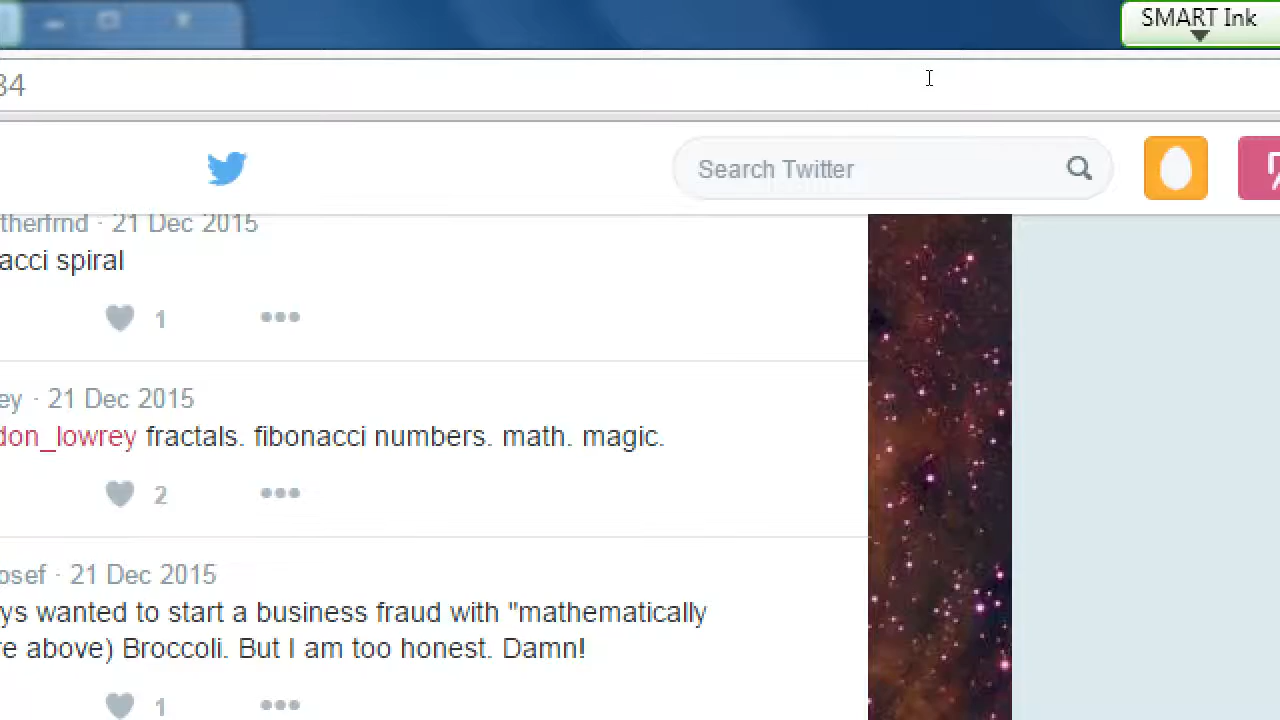 SMART Ink
34
Search Twitter
therfrnd · 21 Dec 2015
acci spiral
1
ey · 21 Dec 2015
don_lowrey fractals. fibonacci numbers. math. magic.
2
osef · 21 Dec 2015
ys wanted to start a business fraud with "mathematically
re above) Broccoli. But I am too honest. Damn!
1